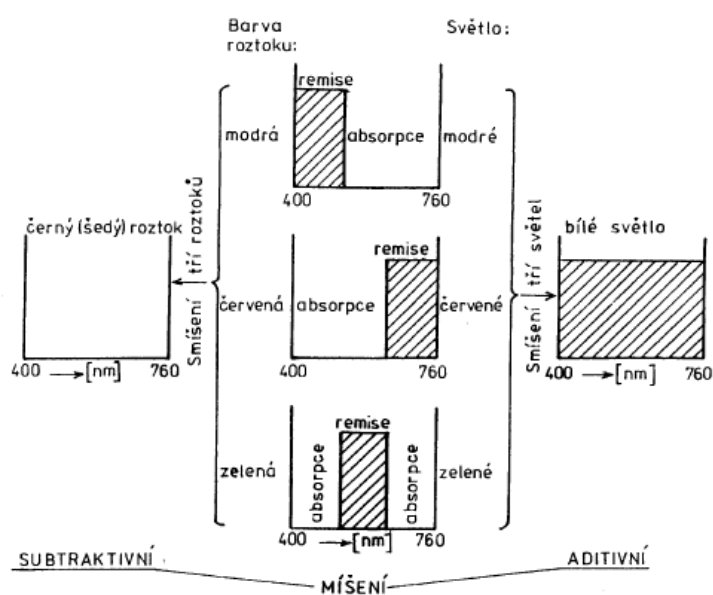 Barva
roztoku:
Světlo:
remise
modrá
absorpce
modré
400
760
černý (šedý) roztok
Smíšení tří roztoků
400
[nm]
760
remise
červená
absorpce
červené
400
760
Smíšení tří světel
bílé světlo
400
[nm]
760
remise
zelená
absorpce
absorpce
zelené
400
[nm]
760
SUBTRAKTIVNÍ
ADITIVNÍ
MÍŠENÍ